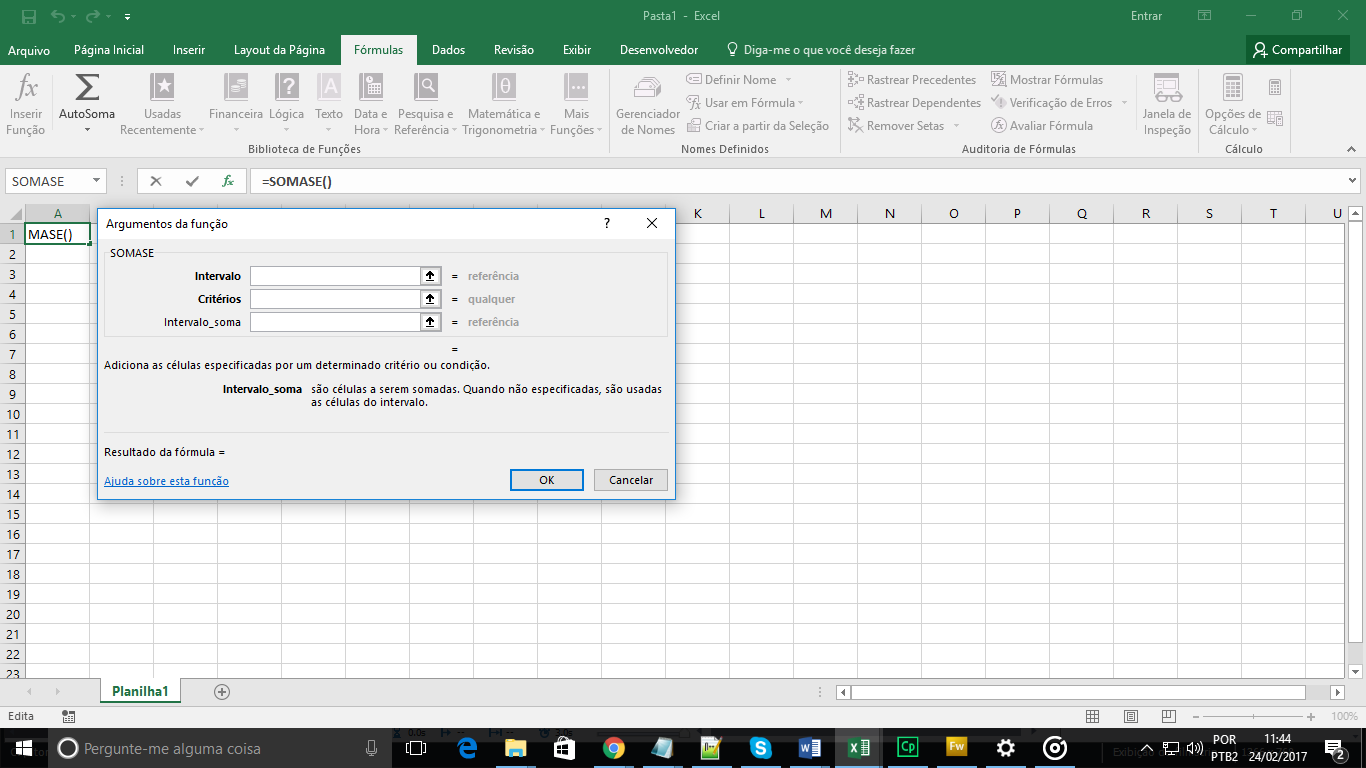 Pasta1 - Excel
Entrar
Arquivo Página Inicial Inserir Layout da Página Fórmulas Dados Revisão Exibir Desenvolvedor Diga-me o que você deseja fazer Compartilhar
fx Σ ? A θ
Inserir Função
AutoSoma
Usadas Recentemente
Financeira
Lógica
Texto
Data e Hora
Pesquisa e Referência
Matemática e Trigonometria
Mais Funções
Biblioteca de Funções
Gerenciador de Nomes
Definir Nome
Usar em Fórmula
Criar a partir da Seleção
Nomes Definidos
Rastrear Precedentes
Rastrear Dependentes
Remover Setas
Mostrar Fórmulas
Verificação de Erros
Avaliar Fórmula
Auditoria de Fórmulas
Janela de Inspeção
Opções de Cálculo
Cálculo
SOMASE fx =SOMASE()
A K L M N O P Q R S T U
1 MASE()
2
3
4
5
6
7
8
9
10
11
12
13
14
15
16
17
18
19
20
21
22
23
Argumentos da função ?
SOMASE
Intervalo = referência
Critérios = qualquer
Intervalo_soma = referência
=
Adiciona as células especificadas por um determinado critério ou condição.
Intervalo_soma são células a serem somadas. Quando não especificadas, são usadas
as células do intervalo.
Resultado da fórmula =
Ajuda sobre esta função
OK Cancelar
Planilha1
Edita
100%
Pergunte-me alguma coisa
Cp
Fw
POR
PTB2
11:44
24/02/2017
2